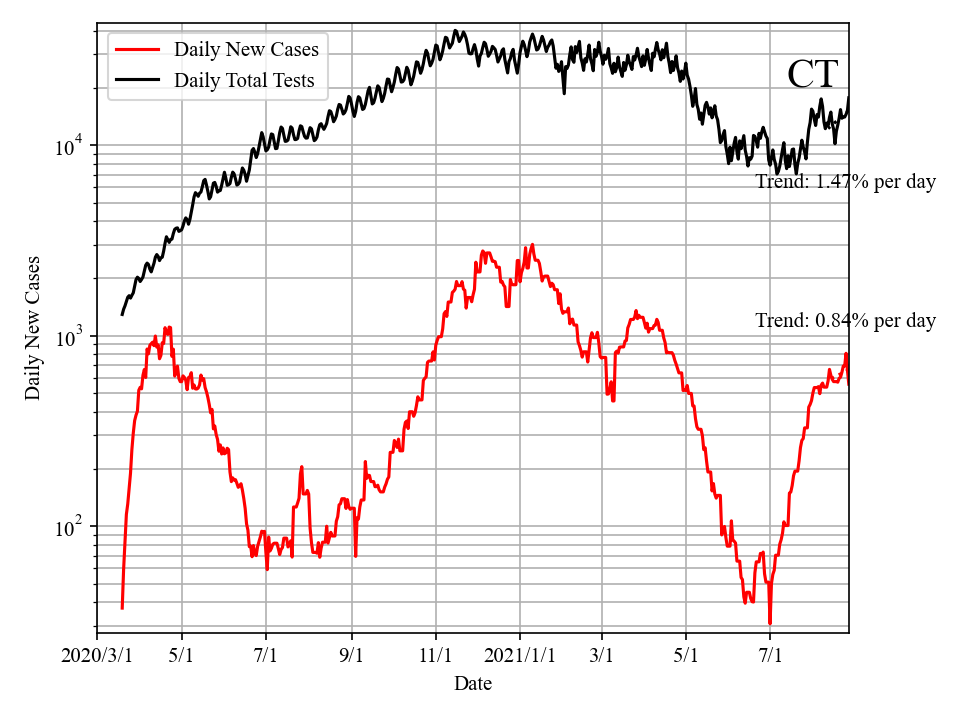 Daily New Cases
Daily Total Tests
CT
Trend: 1.47% per day
Trend: 0.84% per day
Daily New Cases
10^4
10^3
10^2
2020/3/1 5/1 7/1 9/1 11/1 2021/1/1 3/1 5/1 7/1
Date